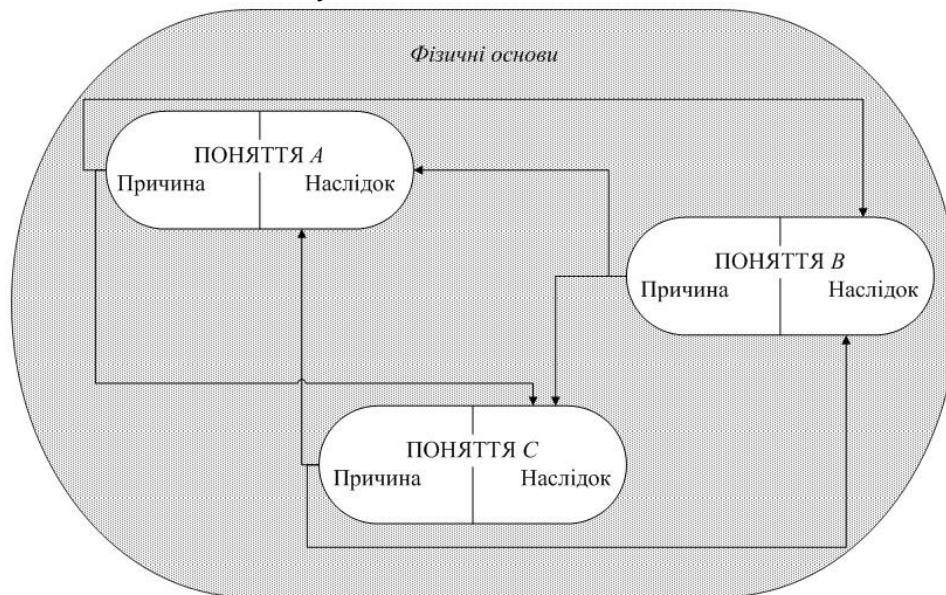 Фізичні основи
ПОНЯТТЯ A
Причина Наслідок
ПОНЯТТЯ B
Причина Наслідок
ПОНЯТТЯ C
Причина Наслідок